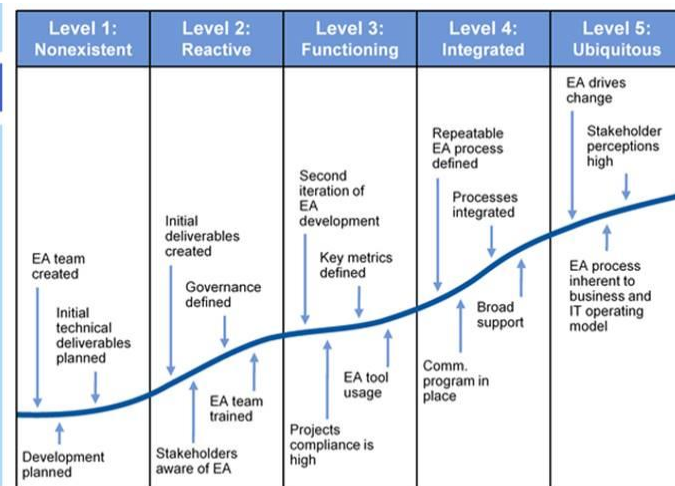 Level 1:
Nonexistent
Level 2:
Reactive
Level 3:
Functioning
Level 4:
Integrated
Level 5:
Ubiquitous
EA team
created
Initial
technical
deliverables
planned
Development
planned
Initial
deliverables
created
Governance
defined
EA team
trained
Stakeholders
aware of EA
Second
iteration of
EA
development
Key metrics
defined
EA tool
usage
Projects
compliance is
high
Repeatable
EA process
defined
Processes
integrated
Broad
support
Comm.
program in
place
EA drives
change
Stakeholder
perceptions
high
EA process
inherent to
business and
IT operating
model